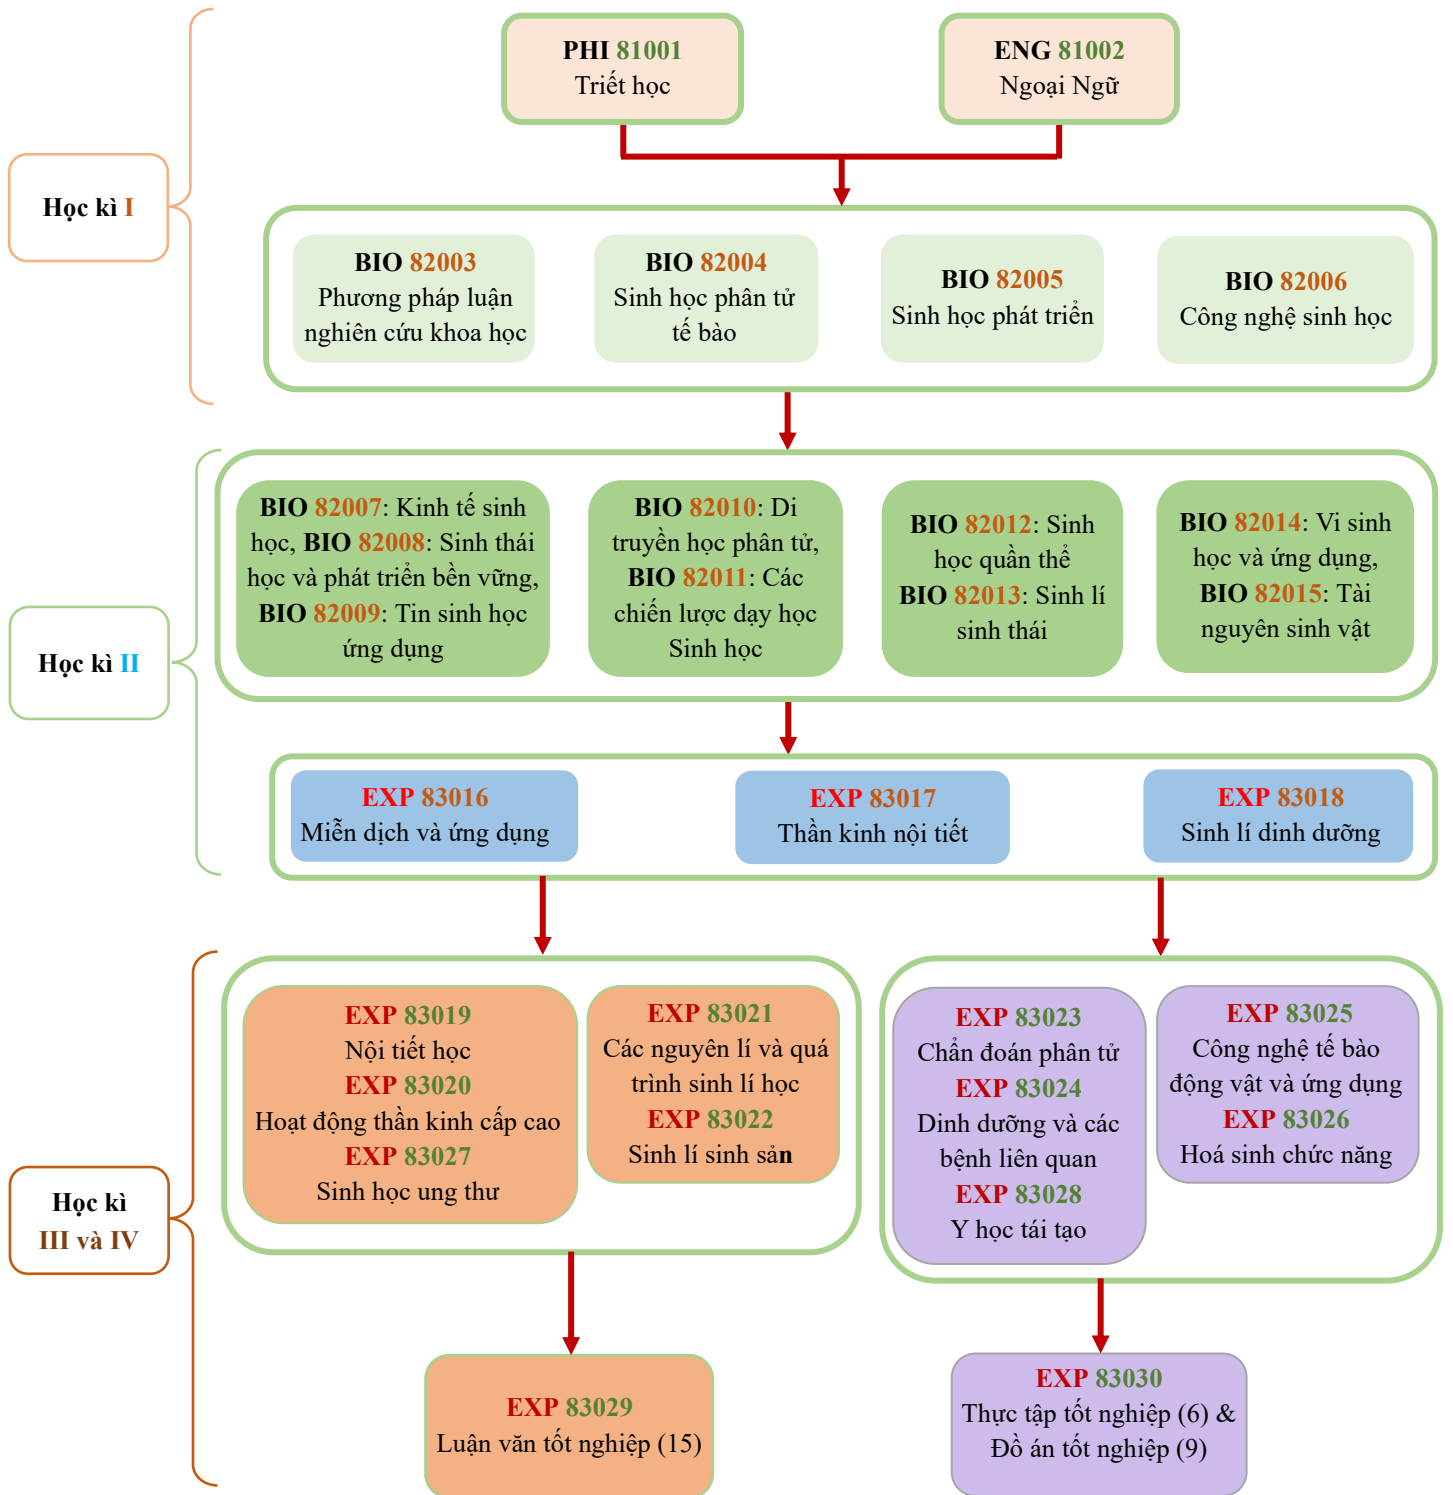 PHI 81001
Triết học
ENG 81002
Ngoại Ngữ
Học kì I
BIO 82003
Phương pháp luận
nghiên cứu khoa học
BIO 82004
Sinh học phân tử
tế bào
BIO 82005
Sinh học phát triển
BIO 82006
Công nghệ sinh học
Học kì II
BIO 82007: Kinh tế sinh
học, BIO 82008: Sinh thái
học và phát triển bền vững,
BIO 82009: Tin sinh học
ứng dụng
BIO 82010: Di
truyền học phân tử,
BIO 82011: Các
chiến lược dạy học
Sinh học
BIO 82012: Sinh
học quần thể
BIO 82013: Sinh lí
sinh thái
BIO 82014: Vi sinh
học và ứng dụng,
BIO 82015: Tài
nguyên sinh vật
EXP 83016
Miễn dịch và ứng dụng
EXP 83017
Thần kinh nội tiết
EXP 83018
Sinh lí dinh dưỡng
Học kì
III và IV
EXP 83019
Nội tiết học
EXP 83020
Hoạt động thần kinh cấp cao
EXP 83027
Sinh học ung thư
EXP 83021
Các nguyên lí và quá
trình sinh lí học
EXP 83022
Sinh lí sinh sản
EXP 83023
Chẩn đoán phân tử
EXP 83024
Dinh dưỡng và các
bệnh liên quan
EXP 83028
Y học tái tạo
EXP 83025
Công nghệ tế bào
động vật và ứng dụng
EXP 83026
Hoá sinh chức năng
EXP 83029
Luận văn tốt nghiệp (15)
EXP 83030
Thực tập tốt nghiệp (6) &
Đồ án tốt nghiệp (9)